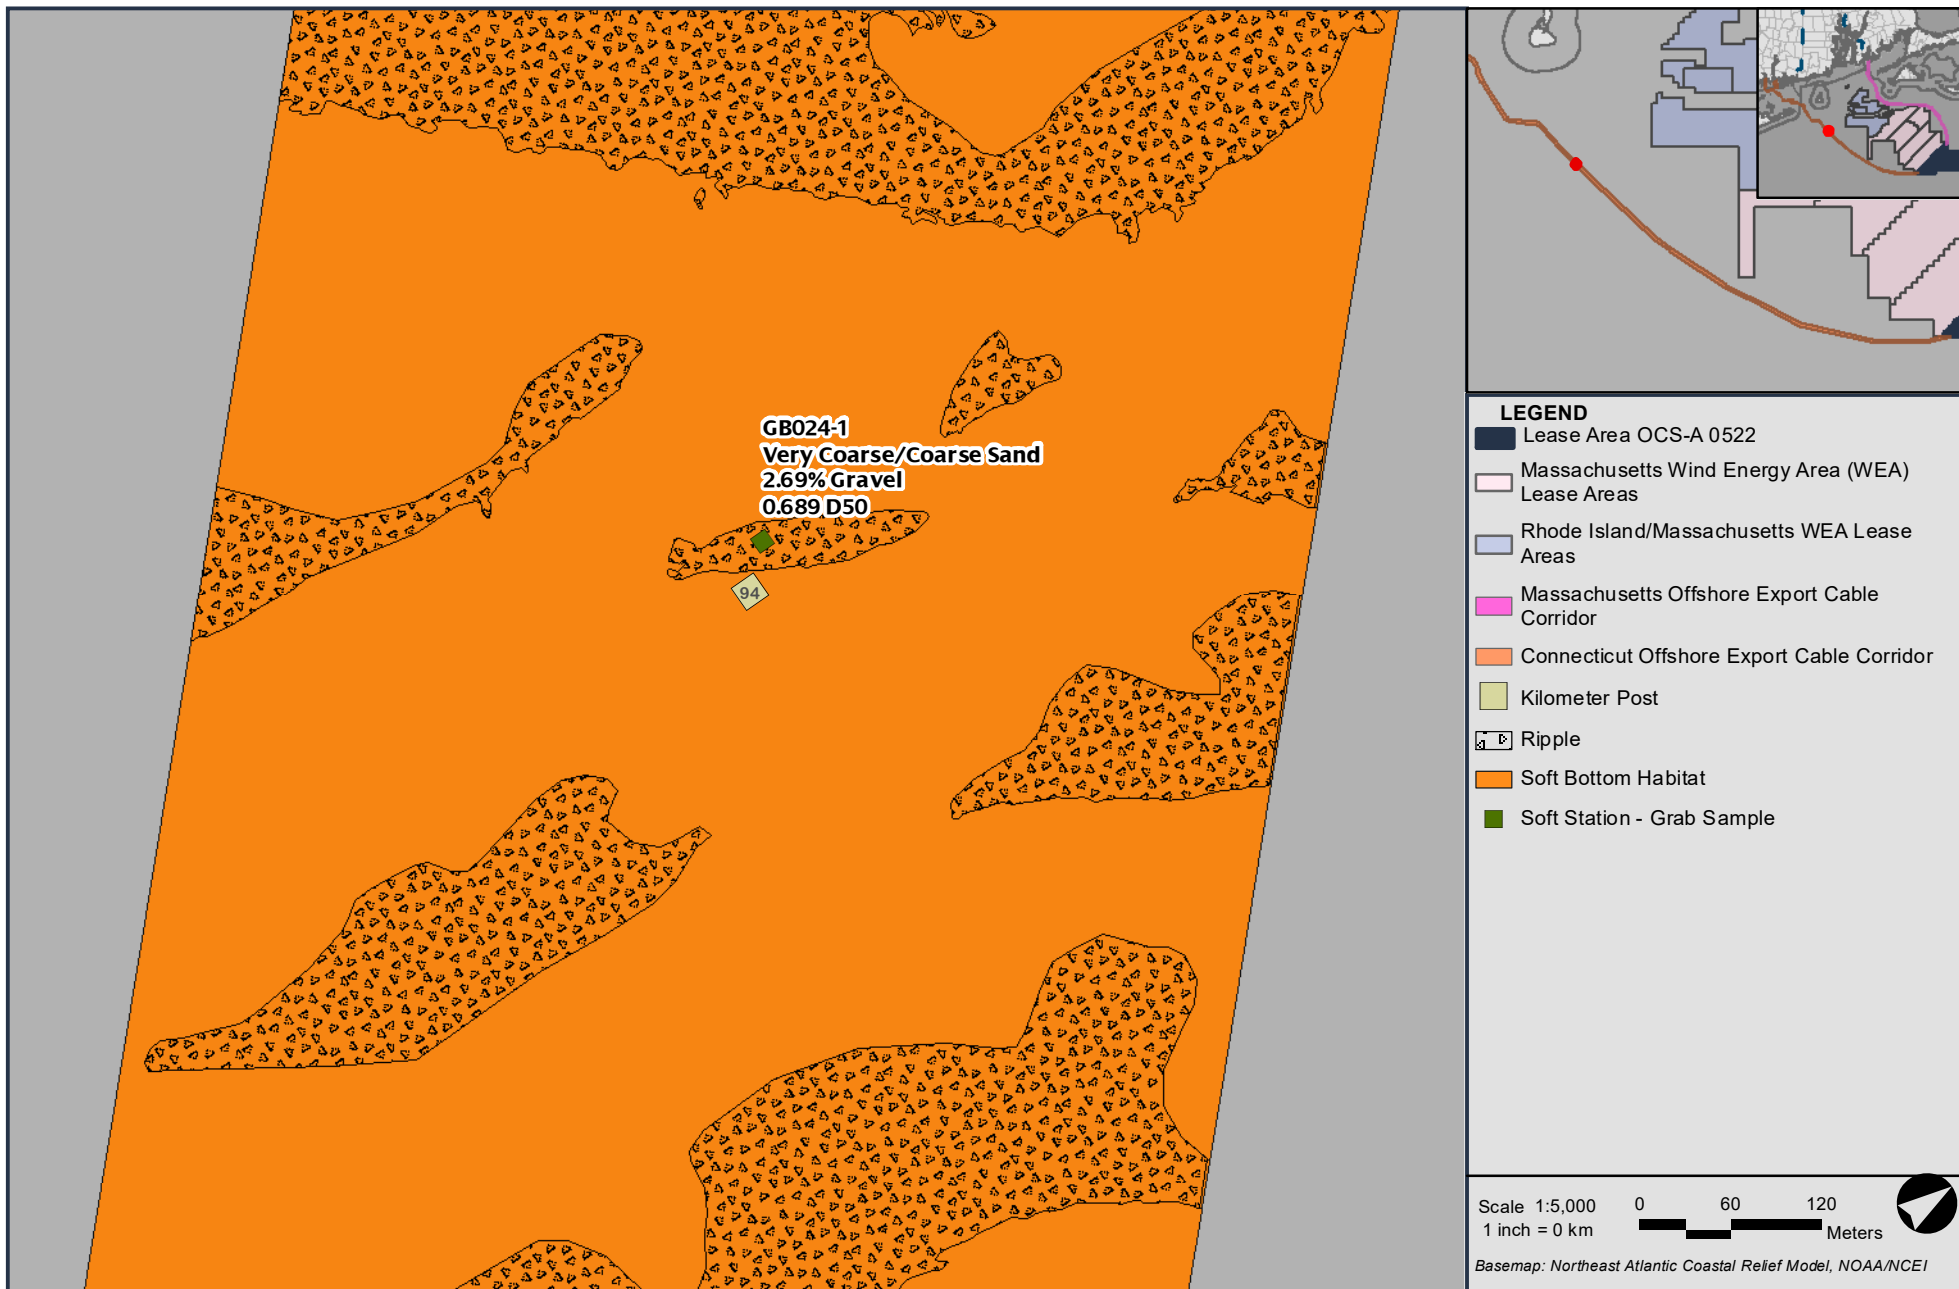 GB024-1
Very Coarse/Coarse Sand
2.69% Gravel
0.689 D50
94
LEGEND
Lease Area OCS-A 0522
Massachusetts Wind Energy Area (WEA)
Lease Areas
Rhode Island/Massachusetts WEA Lease
Areas
Massachusetts Offshore Export Cable
Corridor
Connecticut Offshore Export Cable Corridor
Kilometer Post
Ripple
Soft Bottom Habitat
Soft Station - Grab Sample
Scale 1:5,000
1 inch = 0 km
0 60 120
Meters
Basemap: Northeast Atlantic Coastal Relief Model, NOAA/NCEI